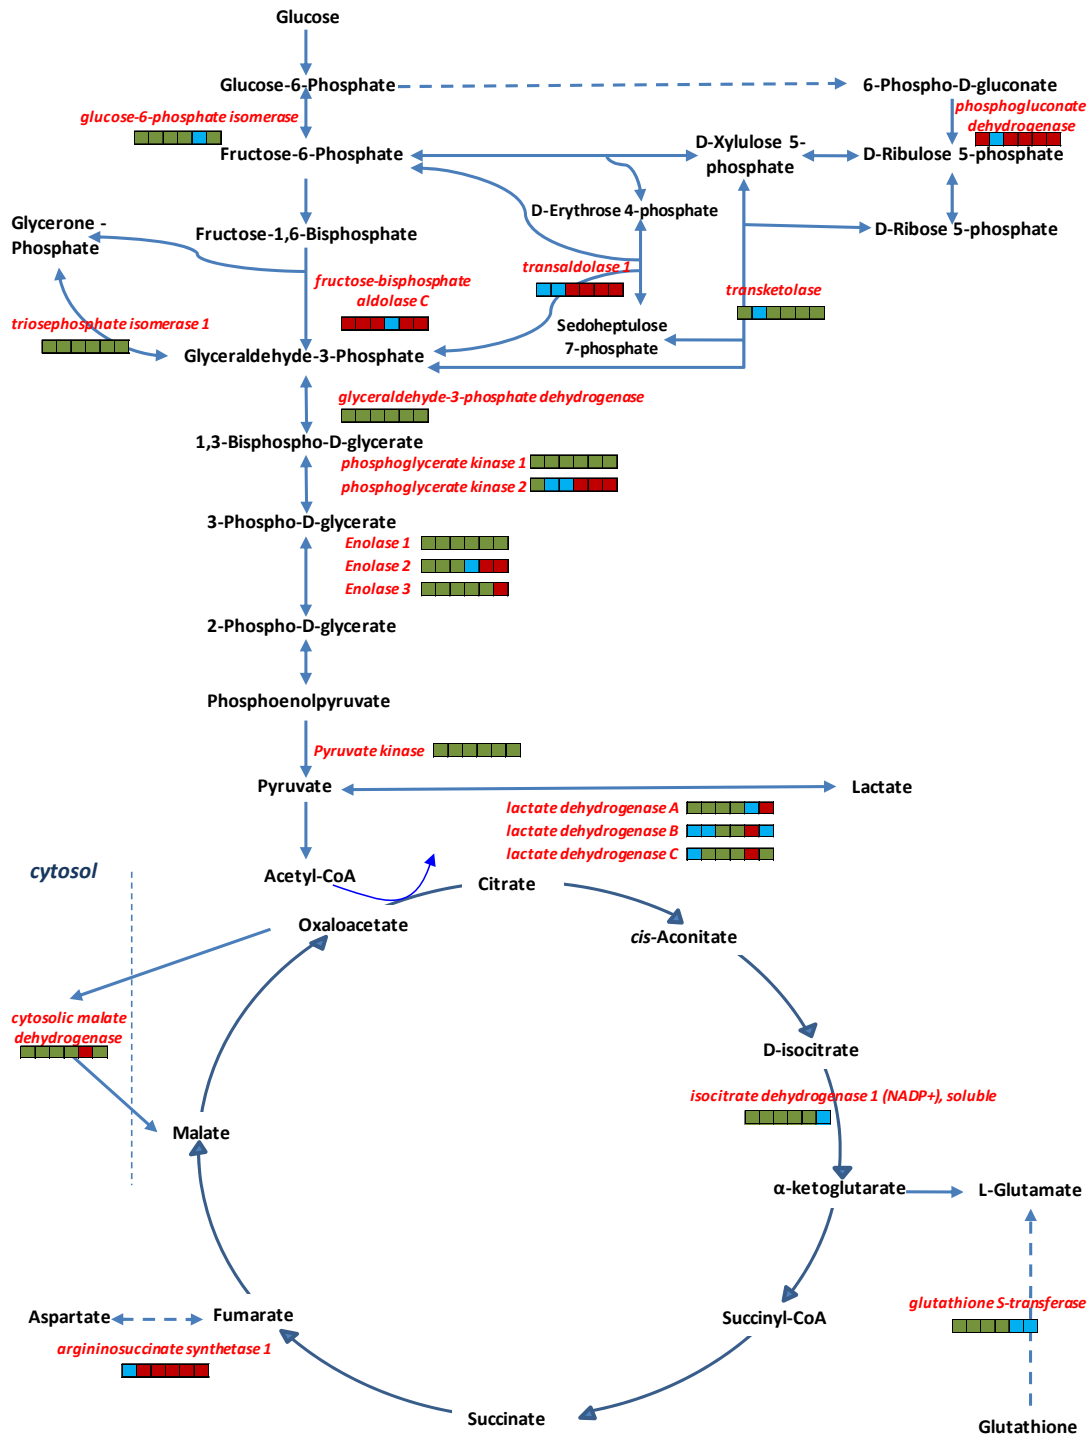 Glucose
Glucose-6-Phosphate
6-Phospho-D-gluconate
glucose-6-phosphate isomerase
phosphogluconate
dehydrogenase
Fructose-6-Phosphate
D-Xylulose 5-
phosphate
D-Ribulose 5-phosphate
D-Erythrose 4-phosphate
Glycerone -
Phosphate
Fructose-1,6-Bisphosphate
D-Ribose 5-phosphate
fructose-bisphosphate
aldolase C
transaldolase 1
transketolase
triosephosphate isomerase 1
Sedoheptulose
7-phosphate
Glyceraldehyde-3-Phosphate
glyceraldehyde-3-phosphate dehydrogenase
1,3-Bisphospho-D-glycerate
phosphoglycerate kinase 1
phosphoglycerate kinase 2
3-Phospho-D-glycerate
Enolase 1
Enolase 2
Enolase 3
2-Phospho-D-glycerate
Phosphoenolpyruvate
Pyruvate kinase
Pyruvate
Lactate
lactate dehydrogenase A
lactate dehydrogenase B
lactate dehydrogenase C
cytosol
Acetyl-CoA
Citrate
Oxaloacetate
cis-Aconitate
cytosolic malate
dehydrogenase
D-isocitrate
isocitrate dehydrogenase 1 (NADP+), soluble
Malate
α-ketoglutarate
L-Glutamate
Aspartate
Fumarate
Succinyl-CoA
glutathione S-transferase
argininosuccinate synthetase 1
Succinate
Glutathione